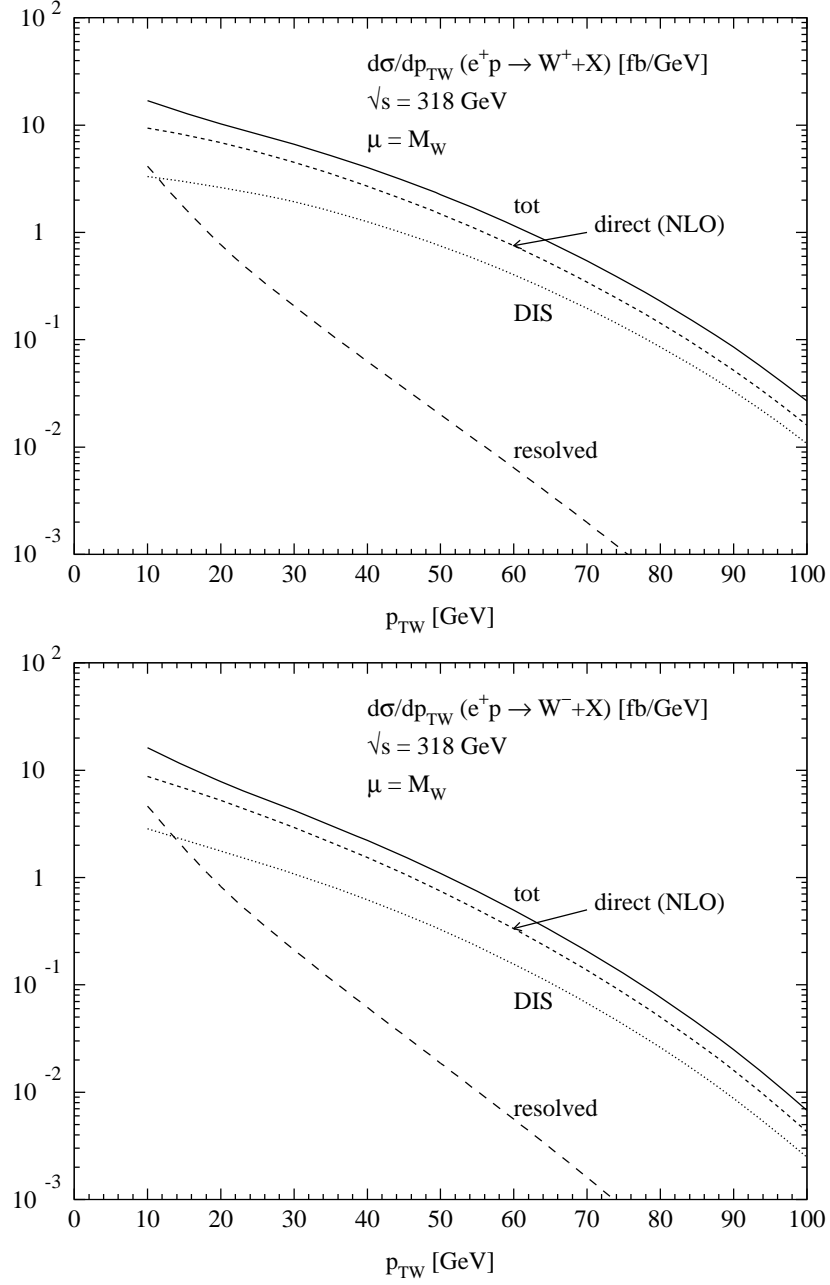 10^2
dσ/dp_TW (e^+p → W^++X) [fb/GeV]
√s = 318 GeV
μ = M_W
10
tot
direct (NLO)
1
DIS
10^-1
10^-2
resolved
10^-3
0 10 20 30 40 50 60 70 80 90 100
p_TW [GeV]
10^2
dσ/dp_TW (e^+p → W^-+X) [fb/GeV]
√s = 318 GeV
μ = M_W
10
tot
1
direct (NLO)
10^-1
DIS
10^-2
resolved
10^-3
0 10 20 30 40 50 60 70 80 90 100
p_TW [GeV]